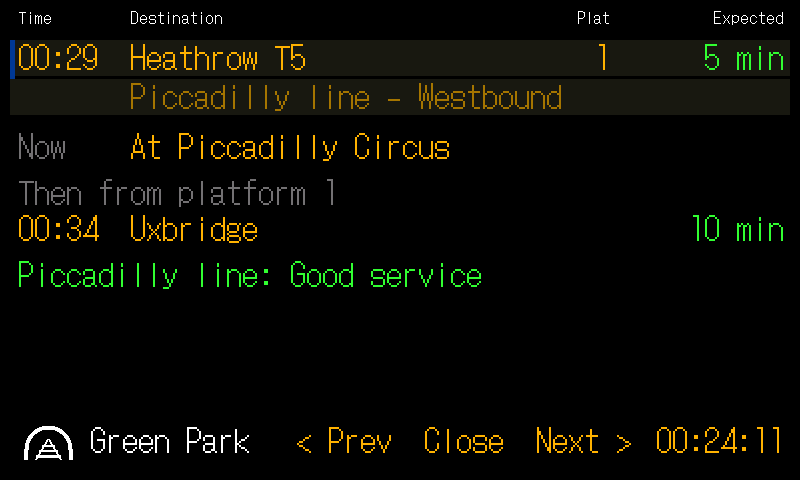 Time Destination Plat Expected
00:29 Heathrow T5 1 5 min
Piccadilly line - Westbound
Now At Piccadilly Circus
Then from platform 1
00:34 Uxbridge 10 min
Piccadilly line: Good service
Green Park < Prev Close Next > 00:24:11